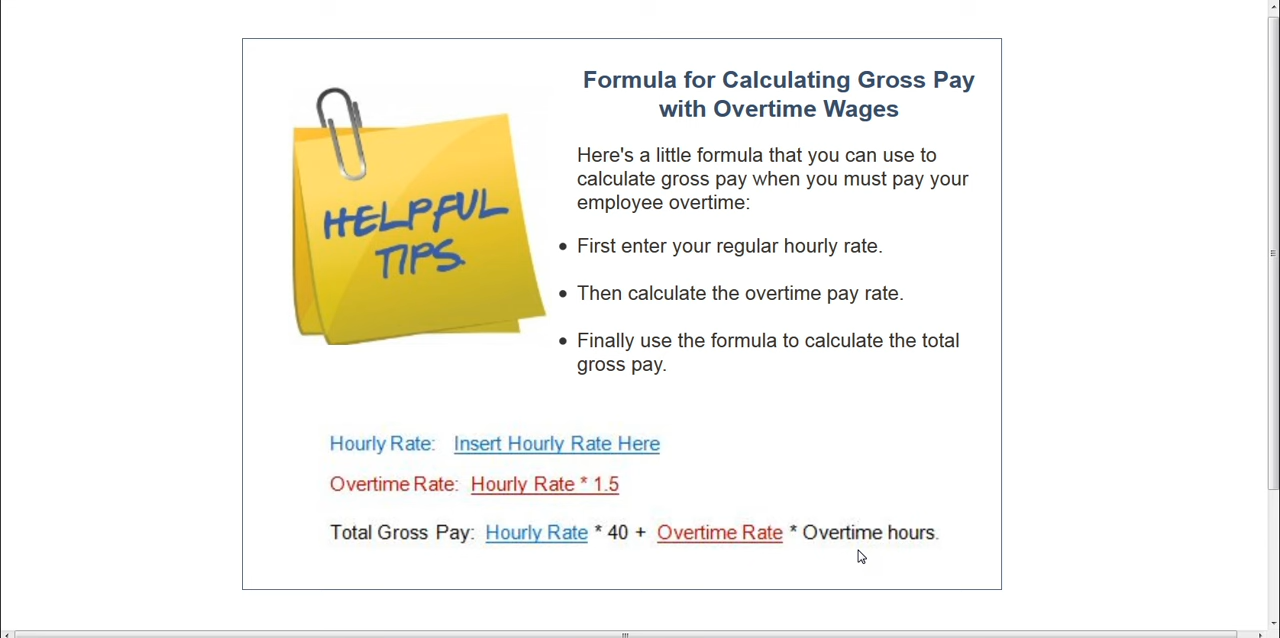 Formula for Calculating Gross Pay
with Overtime Wages
HELPFUL
TIPS
Here's a little formula that you can use to
calculate gross pay when you must pay your
employee overtime:
• First enter your regular hourly rate.
• Then calculate the overtime pay rate.
• Finally use the formula to calculate the total
gross pay.
Hourly Rate: Insert Hourly Rate Here
Overtime Rate: Hourly Rate * 1.5
Total Gross Pay: Hourly Rate * 40 + Overtime Rate * Overtime hours.